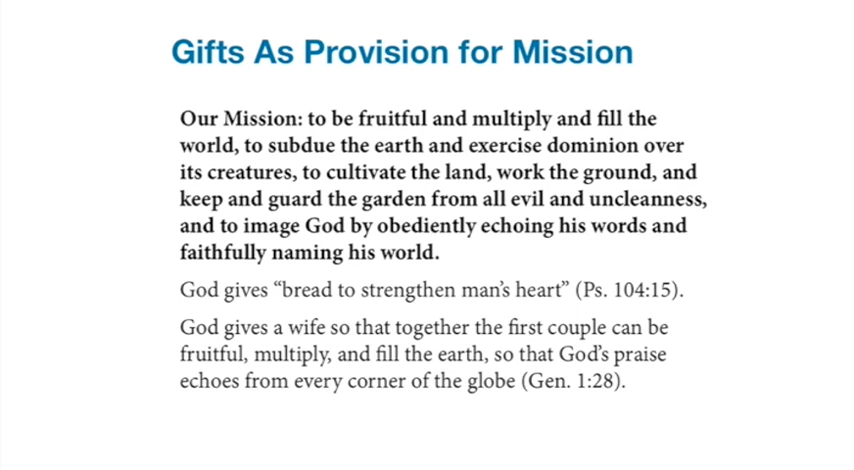 Gifts As Provision for Mission
Our Mission: to be fruitful and multiply and fill the
world, to subdue the earth and exercise dominion over
its creatures, to cultivate the land, work the ground, and
keep and guard the garden from all evil and uncleanness,
and to image God by obediently echoing his words and
faithfully naming his world.
God gives “bread to strengthen man’s heart” (Ps. 104:15).
God gives a wife so that together the first couple can be
fruitful, multiply, and fill the earth, so that God’s praise
echoes from every corner of the globe (Gen. 1:28).